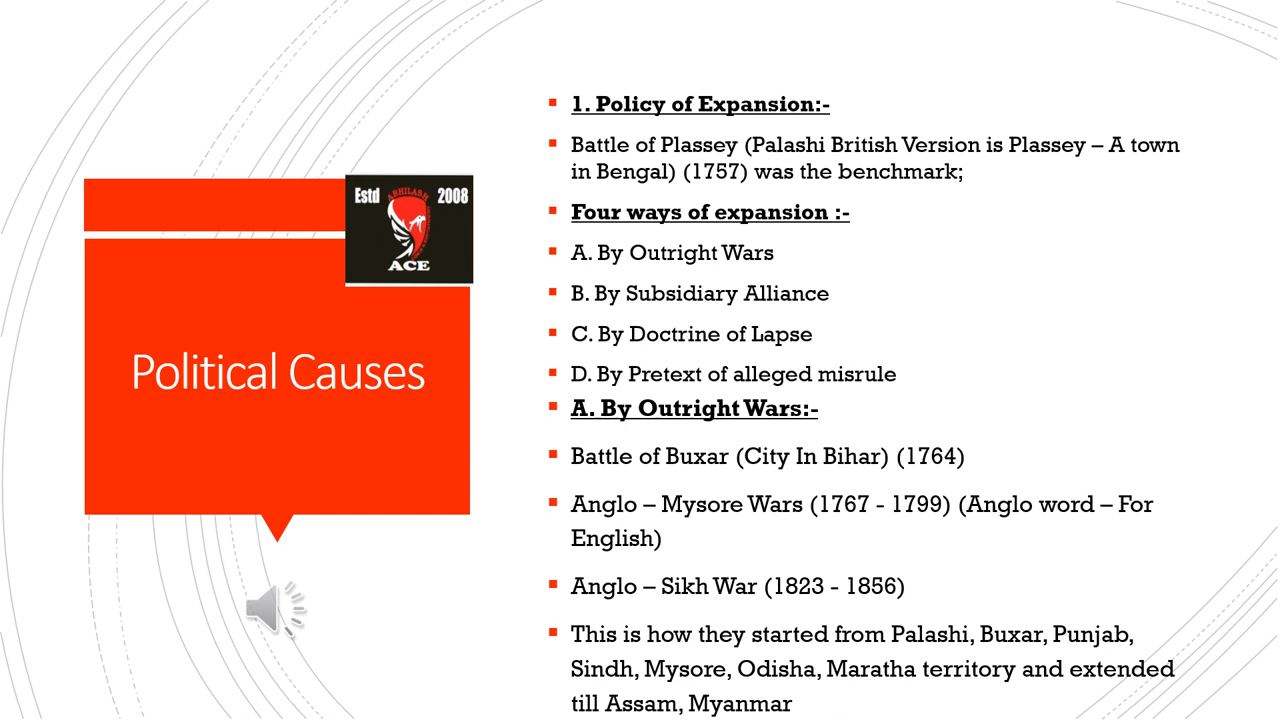 Estd 2008
ABHILASH
ACE
Political Causes
1. Policy of Expansion:-
Battle of Plassey (Palashi British Version is Plassey – A town
in Bengal) (1757) was the benchmark;
Four ways of expansion :-
A. By Outright Wars
B. By Subsidiary Alliance
C. By Doctrine of Lapse
D. By Pretext of alleged misrule
A. By Outright Wars:-
Battle of Buxar (City In Bihar) (1764)
Anglo – Mysore Wars (1767 - 1799) (Anglo word – For
English)
Anglo – Sikh War (1823 - 1856)
This is how they started from Palashi, Buxar, Punjab,
Sindh, Mysore, Odisha, Maratha territory and extended
till Assam, Myanmar